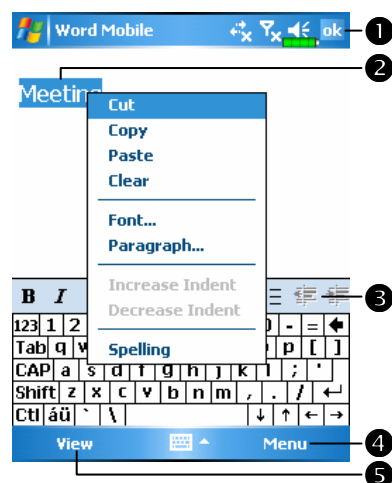 Word Mobile ok 1
2
Meeting
Cut
Copy
Paste
Clear
Font...
Paragraph...
Increase Indent
Decrease Indent
Spelling
B I 3
123 1 2 - = 
Tab q p [ ]
CAP a s d f g h j k l ; '
Shift z x c v b n m , . /
Ctl áü ` \
View Menu 4
5